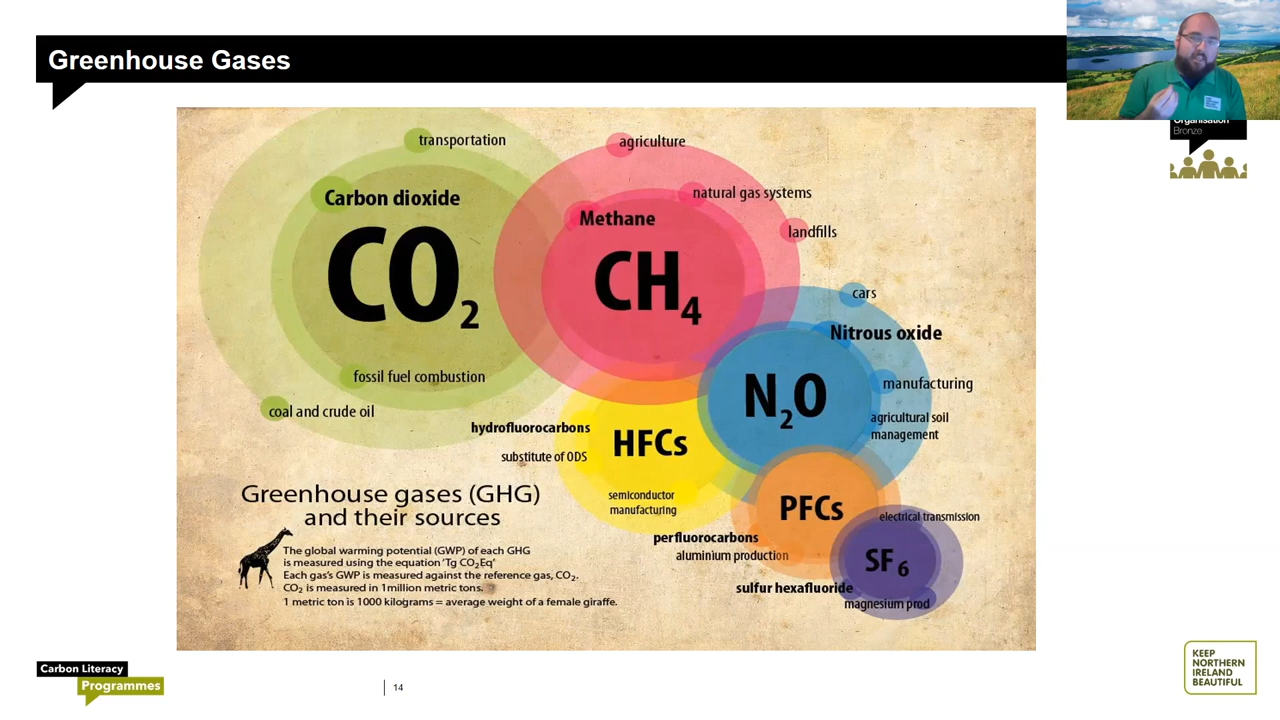 Greenhouse Gases
Organisation
Bronze
transportation
agriculture
Carbon dioxide
natural gas systems
Methane
landfills
CO2
CH4
cars
Nitrous oxide
fossil fuel combustion
manufacturing
N2O
coal and crude oil
agricultural soil
management
hydrofluorocarbons
HFCs
substitute of ODS
semiconductor
manufacturing
PFCs
electrical transmission
perfluorocarbons
aluminium production
SF6
sulfur hexafluoride
magnesium prod
Greenhouse gases (GHG)
and their sources
The global warming potential (GWP) of each GHG
is measured using the equation 'Tg CO2Eq'
Each gas's GWP is measured against the reference gas, CO2.
CO2 is measured in 1million metric tons.
1 metric ton is 1000 kilograms = average weight of a female giraffe.
Carbon Literacy
Programmes
14
KEEP
NORTHERN
IRELAND
BEAUTIFUL